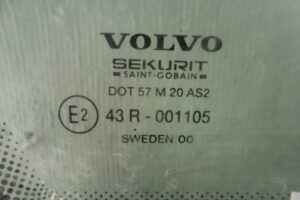 VOLVO
SEKURIT
SAINT-GOBAIN
DOT 57 M 20 AS2
E2 43 R - 001105
SWEDEN 00